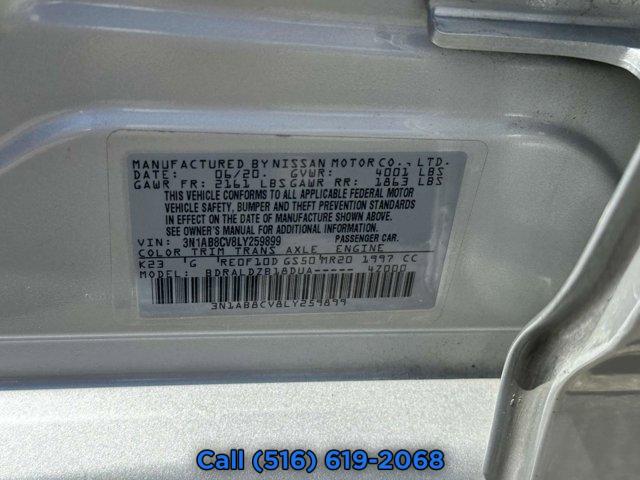 MANUFACTURED BY NISSAN MOTOR CO., LTD.
DATE: 06/20. GVWR: 4001 LBS
GAWR FR: 2161 LBS GAWR RR: 1863 LBS
THIS VEHICLE CONFORMS TO ALL APPLICABLE FEDERAL MOTOR
VEHICLE SAFETY, BUMPER AND THEFT PREVENTION STANDARDS
IN EFFECT ON THE DATE OF MANUFACTURE SHOWN ABOVE.
SEE OWNER'S MANUAL FOR ADDITIONAL INFORMATION.
VIN: 3N1AB8CV8LY259899 PASSENGER CAR.
COLOR TRIM TRANS AXLE ENGINE
K23 G RE0F10D GS50 MR20 1997 CC
MODEL: BDRALDZB18DUA----- 47000
3N1AB8CV8LY259899
Call (516) 619-2068